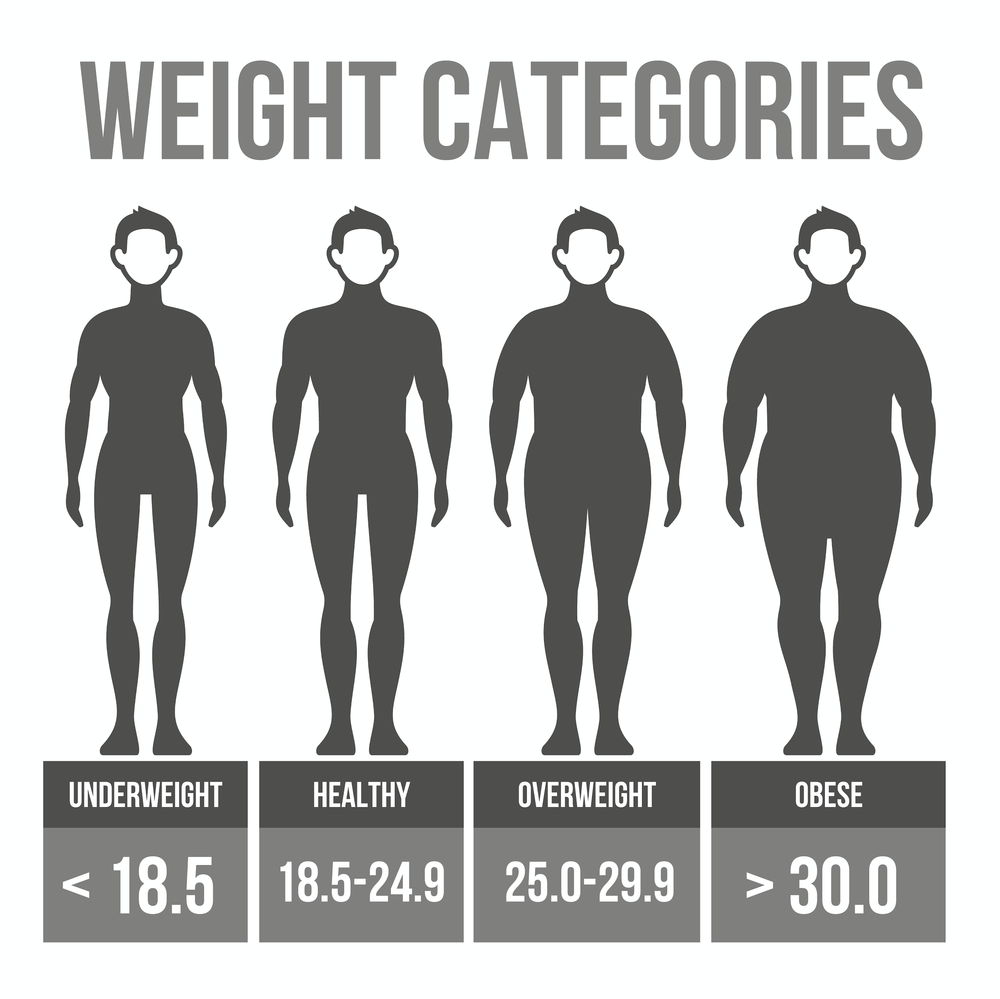 WEIGHT CATEGORIES
UNDERWEIGHT
< 18.5
HEALTHY
18.5-24.9
OVERWEIGHT
25.0-29.9
OBESE
> 30.0